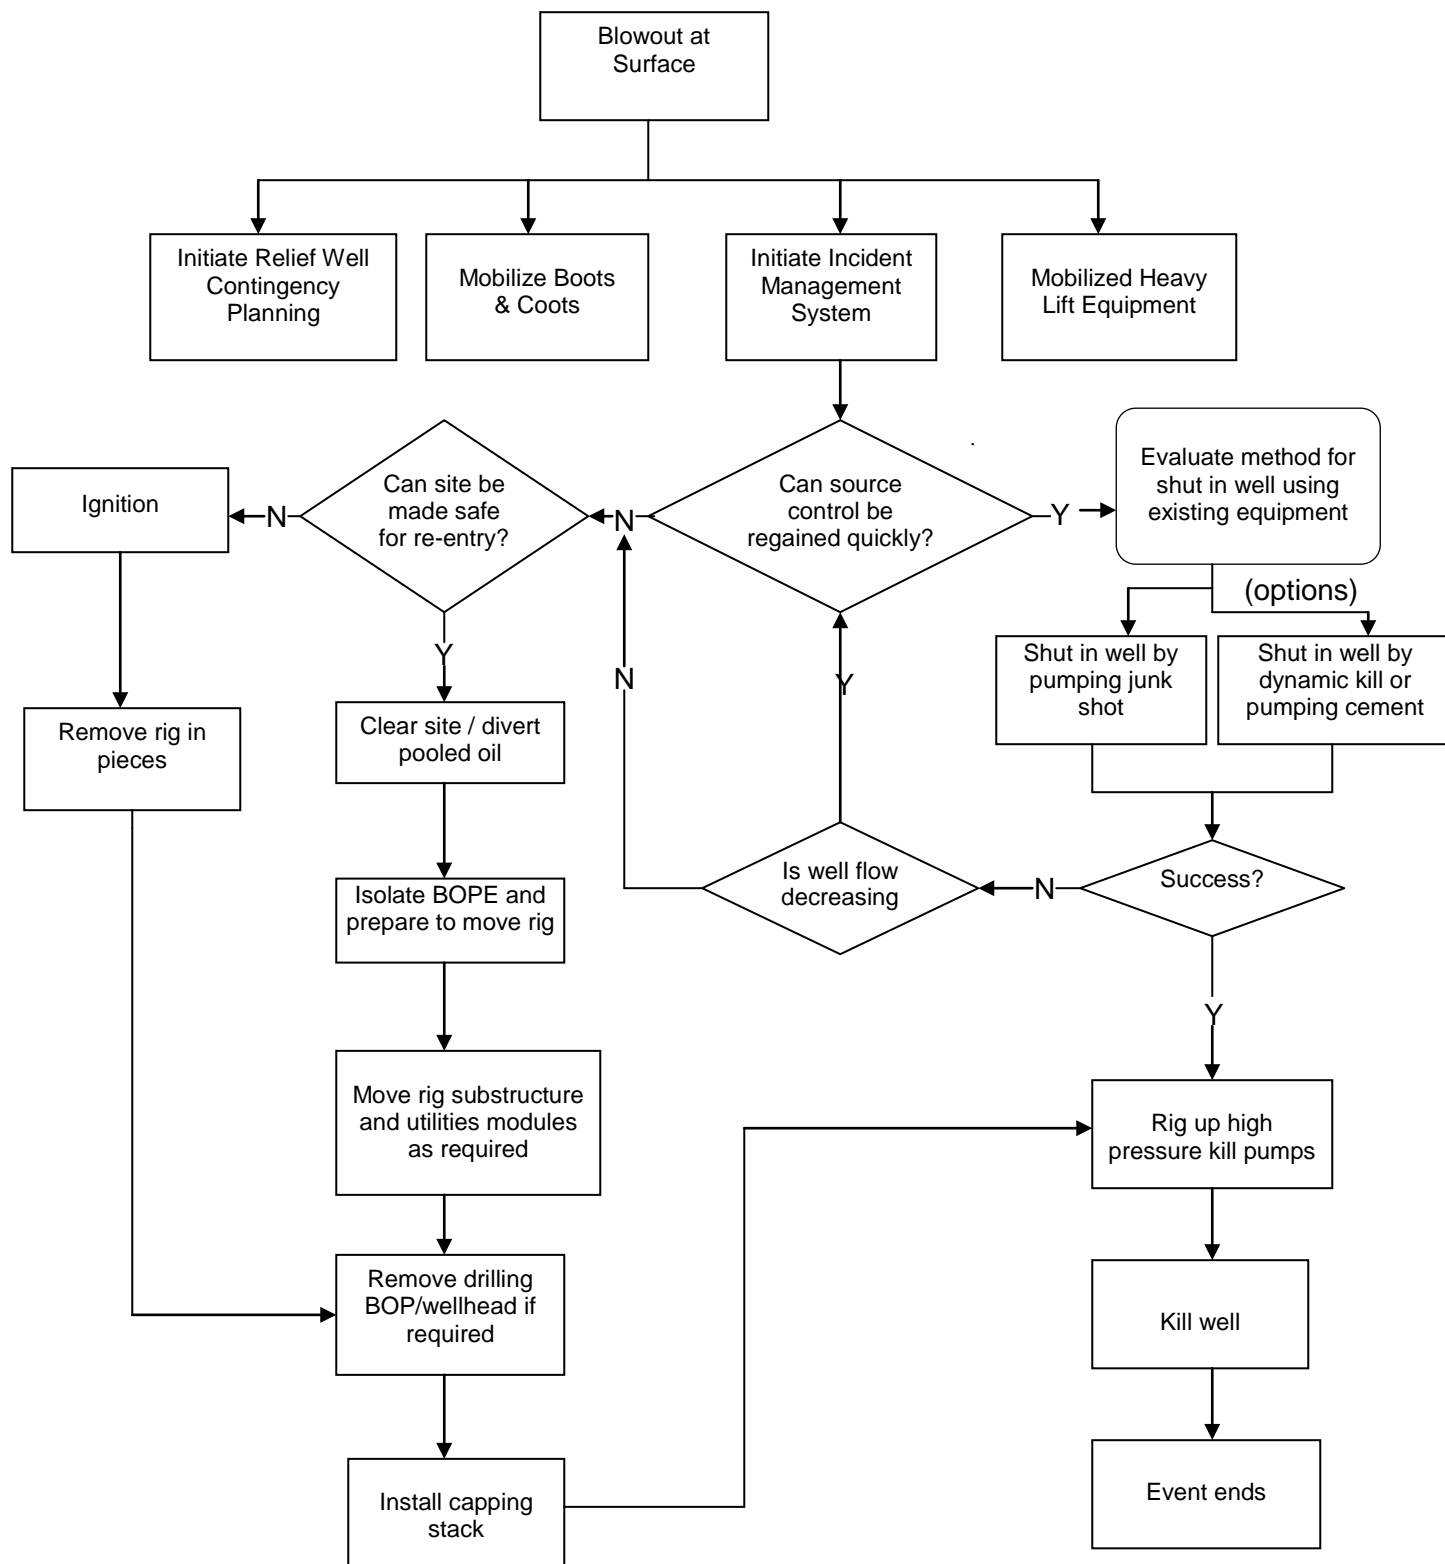 Blowout at
Surface
Initiate Relief Well
Contingency
Planning
Mobilize Boots
& Coots
Initiate Incident
Management
System
Mobilized Heavy
Lift Equipment
Ignition
N
Can site be
made safe
for re-entry?
N
Can source
control be
regained quickly?
Y
Evaluate method for
shut in well using
existing equipment
(options)
Y
N
Y
Shut in well by
pumping junk
shot
Shut in well by
dynamic kill or
pumping cement
Remove rig in
pieces
Clear site / divert
pooled oil
Isolate BOPE and
prepare to move rig
Is well flow
decreasing
N
Success?
Y
Move rig substructure
and utilities modules
as required
Rig up high
pressure kill pumps
Remove drilling
BOP/wellhead if
required
Kill well
Install capping
stack
Event ends